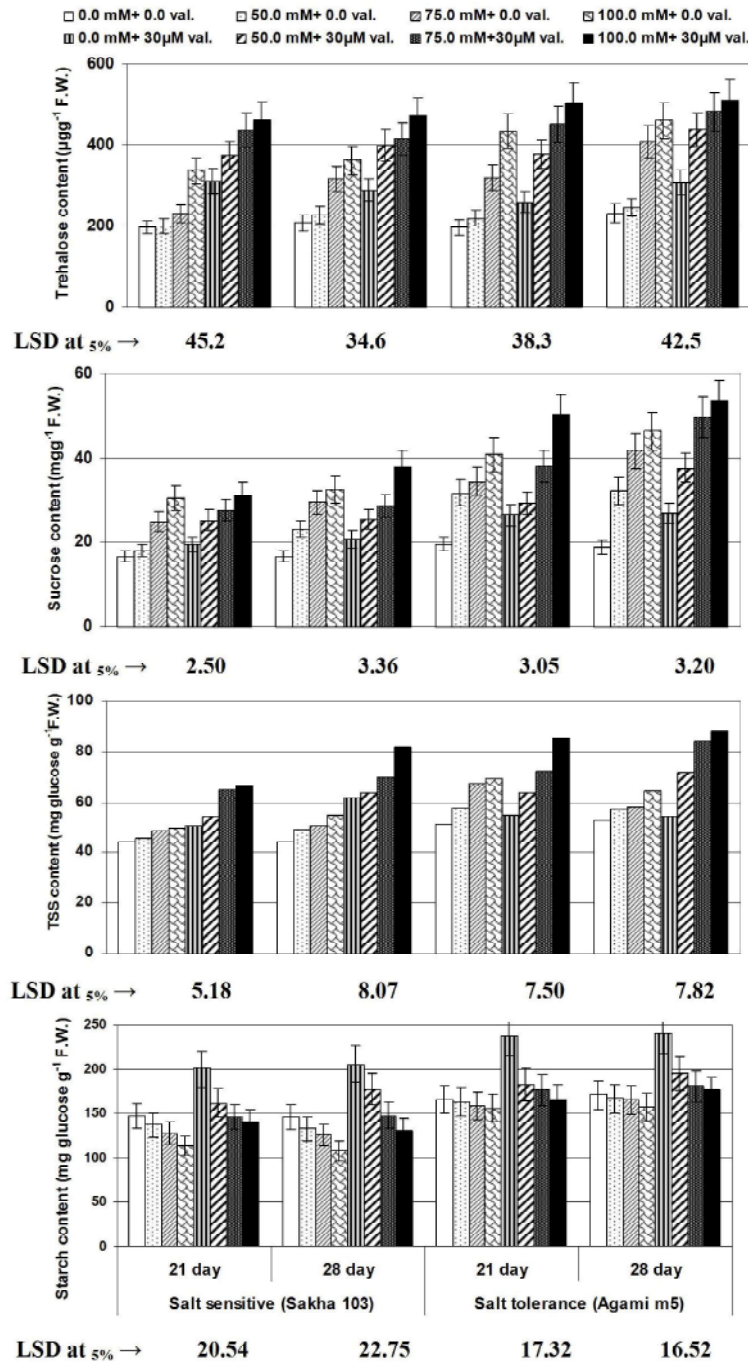 0.0 mM+ 0.0 val. 50.0 mM+ 0.0 val. 75.0 mM+ 0.0 val. 100.0 mM+ 0.0 val.
0.0 mM+ 30µM val. 50.0 mM+ 30µM val. 75.0 mM+30µM val. 100.0 mM+ 30µM val.
Trehalose content (µgg-1 F.W.)
600
400
200
0
LSD at 5% → 45.2 34.6 38.3 42.5
Sucrose content (mgg-1 F.W.)
60
40
20
0
LSD at 5% → 2.50 3.36 3.05 3.20
TSS content (mg glucose g-1F.W.)
100
80
60
40
20
0
LSD at 5% → 5.18 8.07 7.50 7.82
Starch content (mg glucose g-1 F.W.)
250
200
150
100
50
0
21 day 28 day 21 day 28 day
Salt sensitive (Sakha 103) Salt tolerance (Agami m5)
LSD at 5% → 20.54 22.75 17.32 16.52